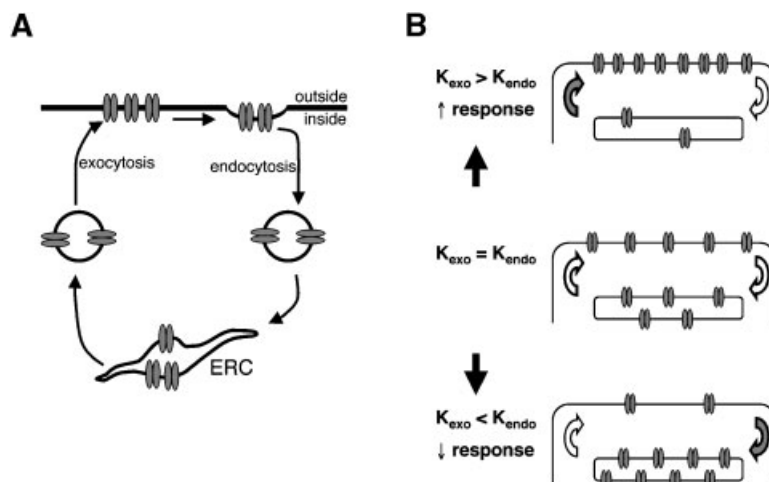 A
outside
inside
exocytosis
endocytosis
ERC
B
Kexo > Kendo
↑ response
Kexo = Kendo
Kexo < Kendo
↓ response